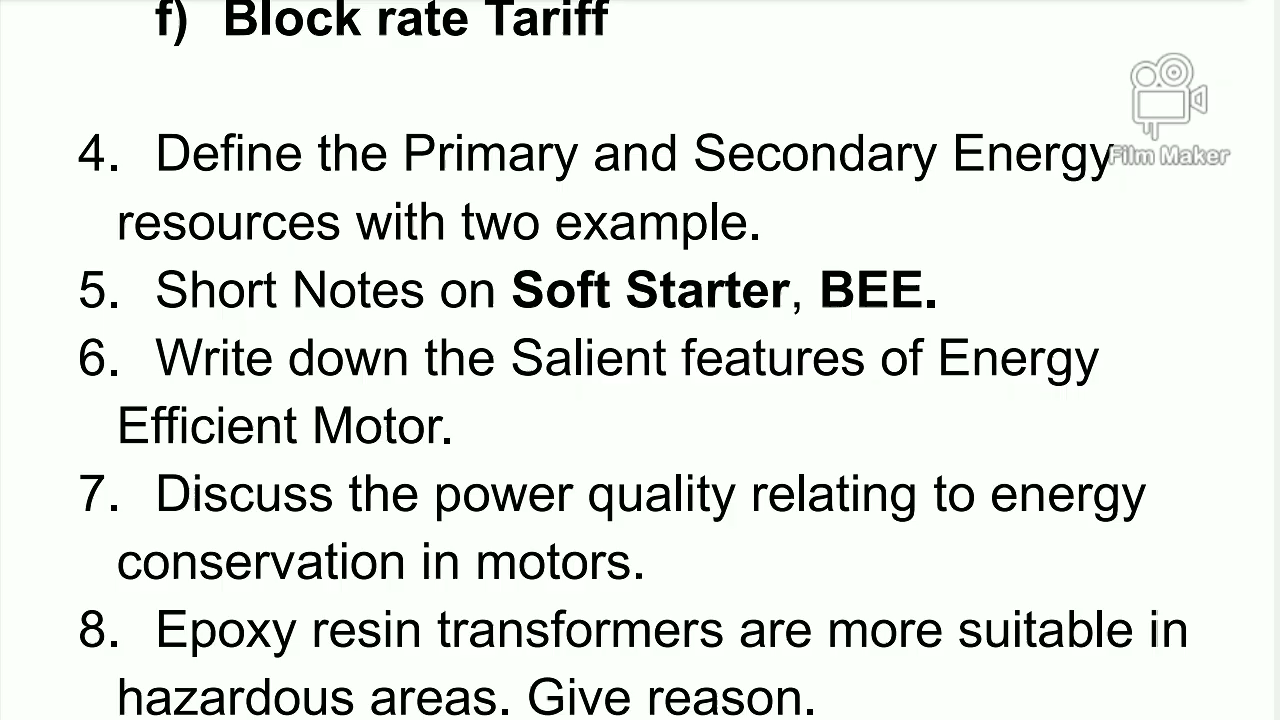 f) Block rate Tariff
Film Maker
4. Define the Primary and Secondary Energy
resources with two example.
5. Short Notes on Soft Starter, BEE.
6. Write down the Salient features of Energy
Efficient Motor.
7. Discuss the power quality relating to energy
conservation in motors.
8. Epoxy resin transformers are more suitable in
hazardous areas. Give reason.